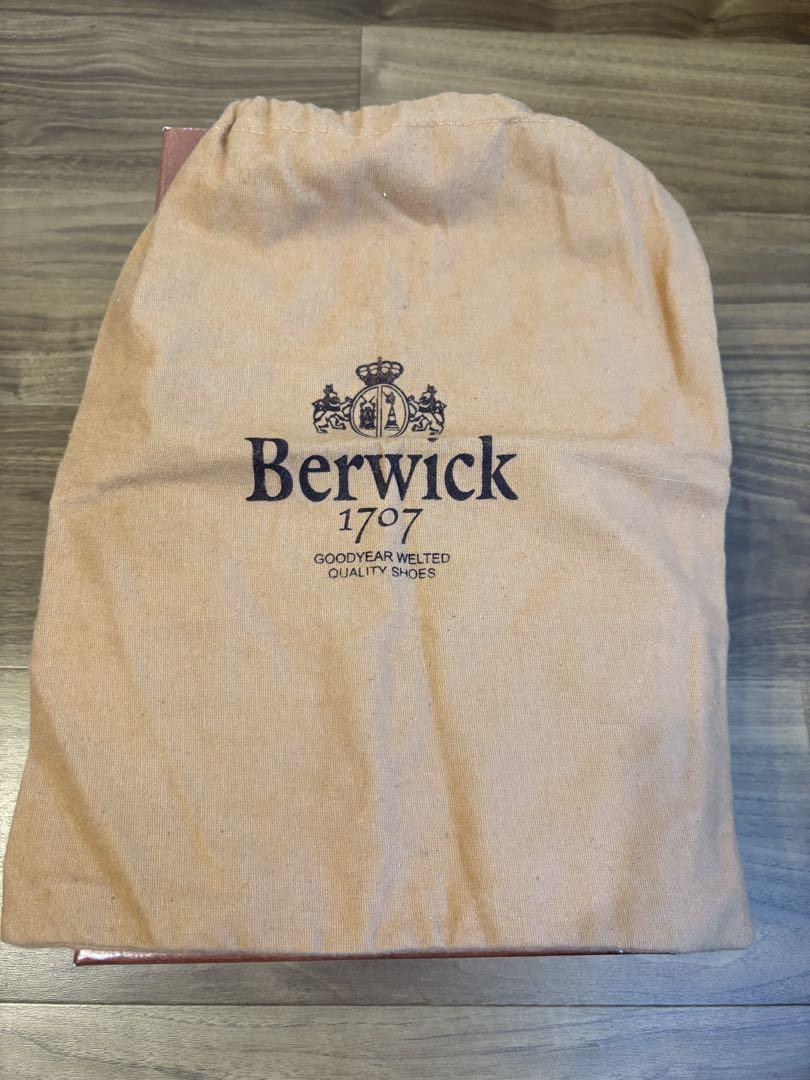 Berwick
1707
GOODYEAR WELTED
QUALITY SHOES